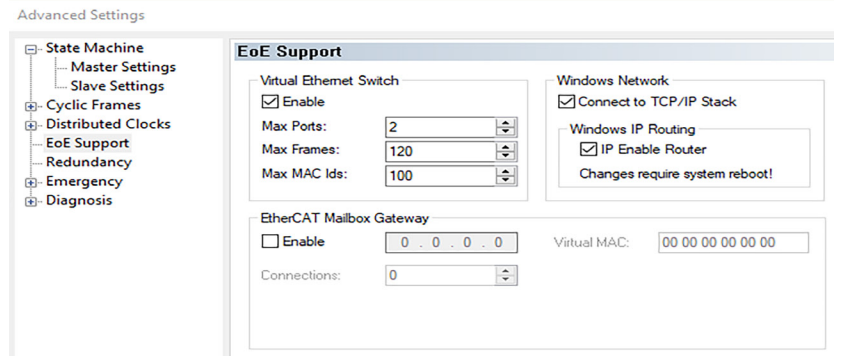 Advanced Settings
State Machine
Master Settings
Slave Settings
Cyclic Frames
Distributed Clocks
EoE Support
Redundancy
Emergency
Diagnosis
EoE Support
Virtual Ethernet Switch
Enable
Max Ports: 2
Max Frames: 120
Max MAC Ids: 100
Windows Network
Connect to TCP/IP Stack
Windows IP Routing
IP Enable Router
Changes require system reboot!
EtherCAT Mailbox Gateway
Enable 0 . 0 . 0 . 0 Virtual MAC: 00 00 00 00 00 00
Connections: 0